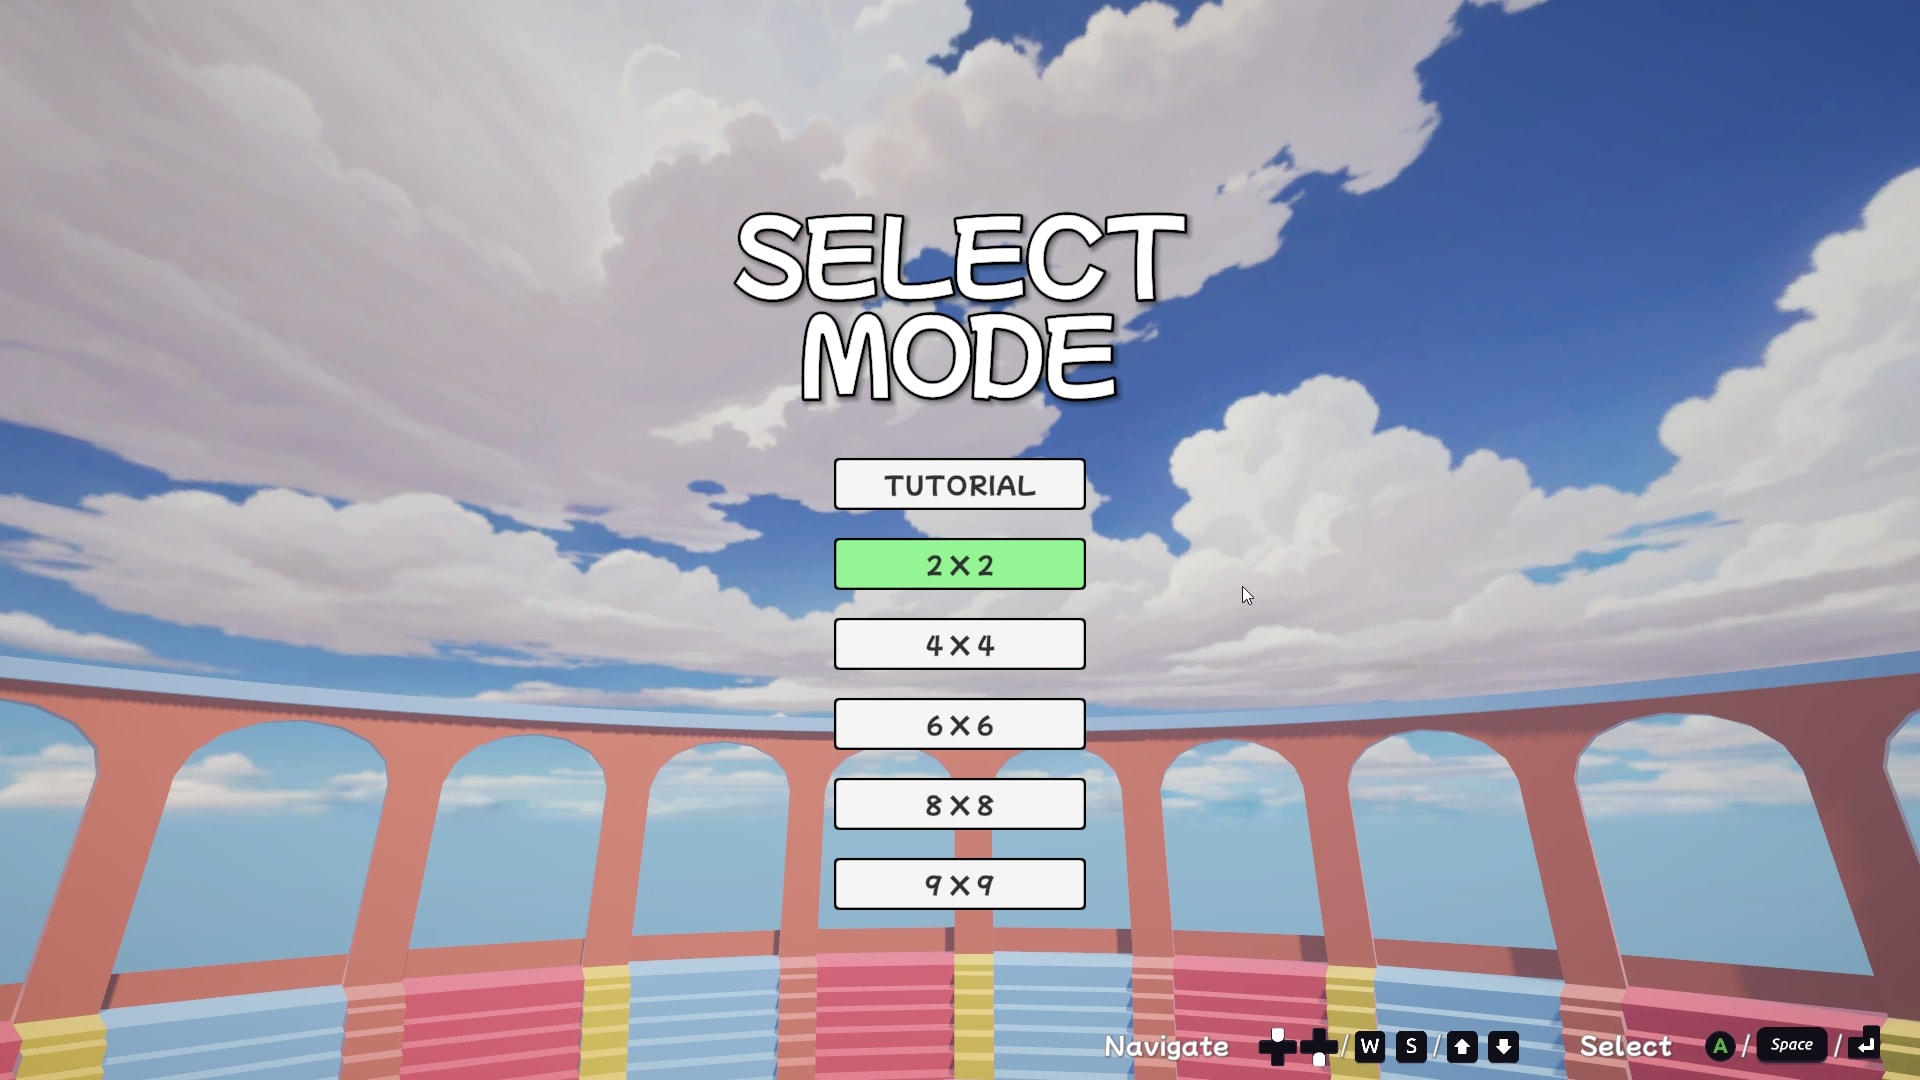 SELECT
MODE
TUTORIAL
2 X 2
4 X 4
6 X 6
8 X 8
9 X 9
Navigate / W S / Select A / Space /